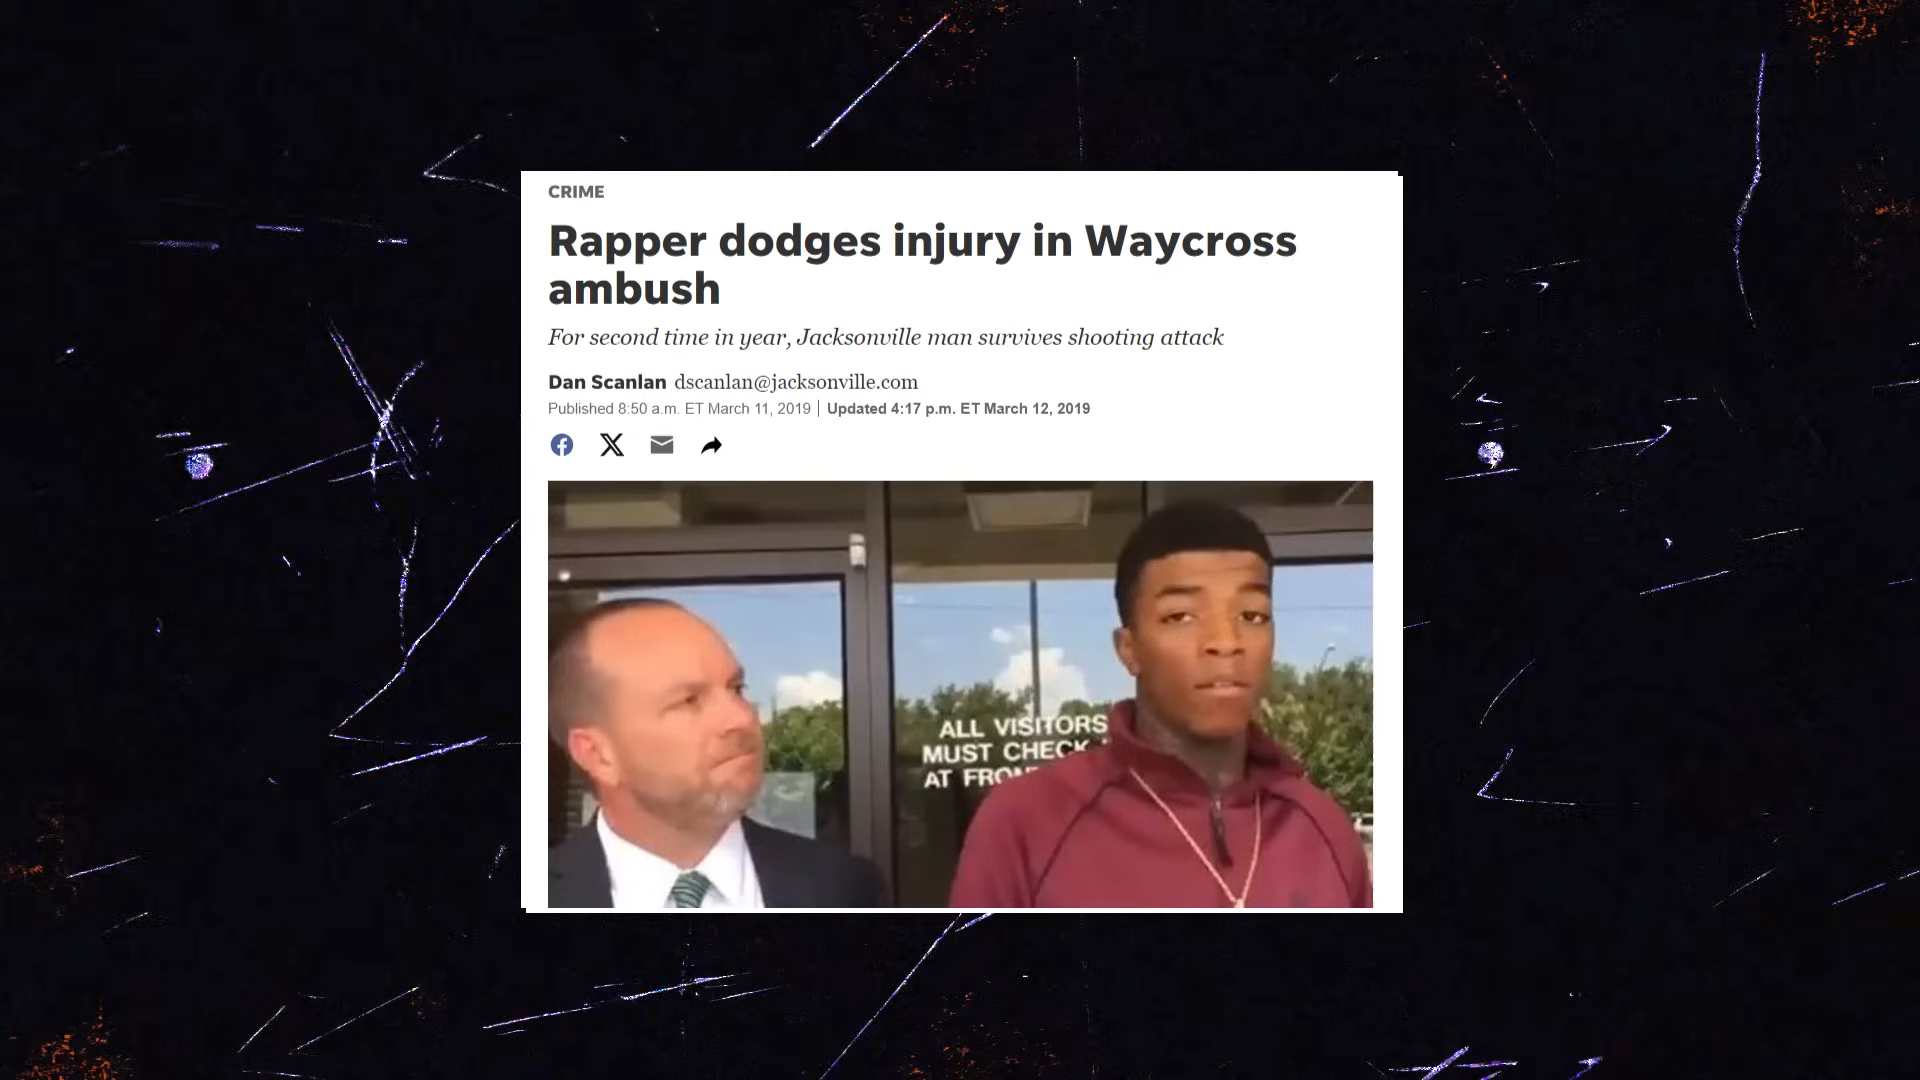 CRIME
Rapper dodges injury in Waycross
ambush
For second time in year, Jacksonville man survives shooting attack
Dan Scanlan dscanlan@jacksonville.com
Published 8:50 a.m. ET March 11, 2019 | Updated 4:17 p.m. ET March 12, 2019
ALL VISITORS
MUST CHECK
AT